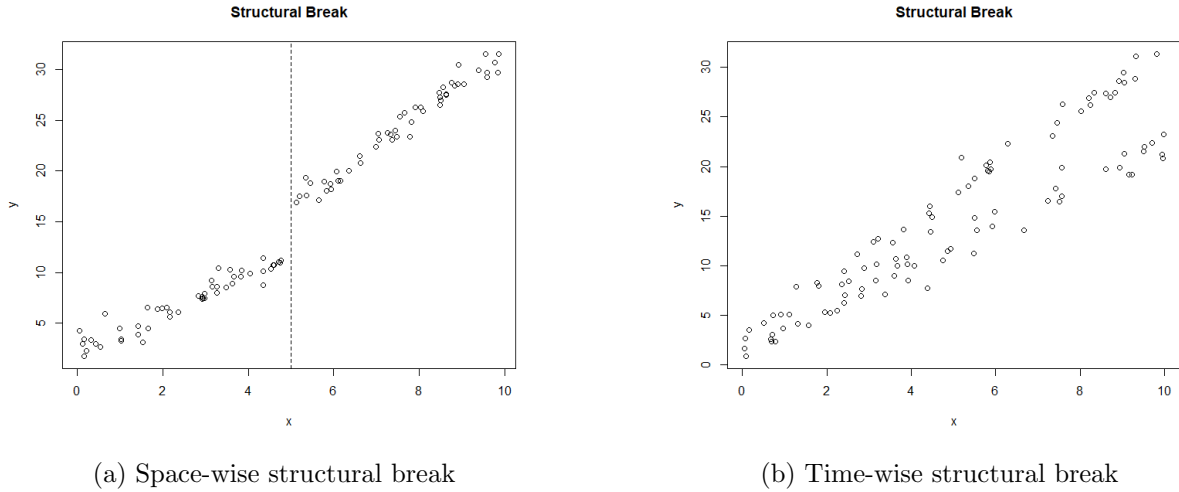 Structural Break
30
25
20
15
10
5
y
0 2 4 6 8 10
x
(a) Space-wise structural break
Structural Break
30
25
20
15
10
5
0
y
0 2 4 6 8 10
x
(b) Time-wise structural break